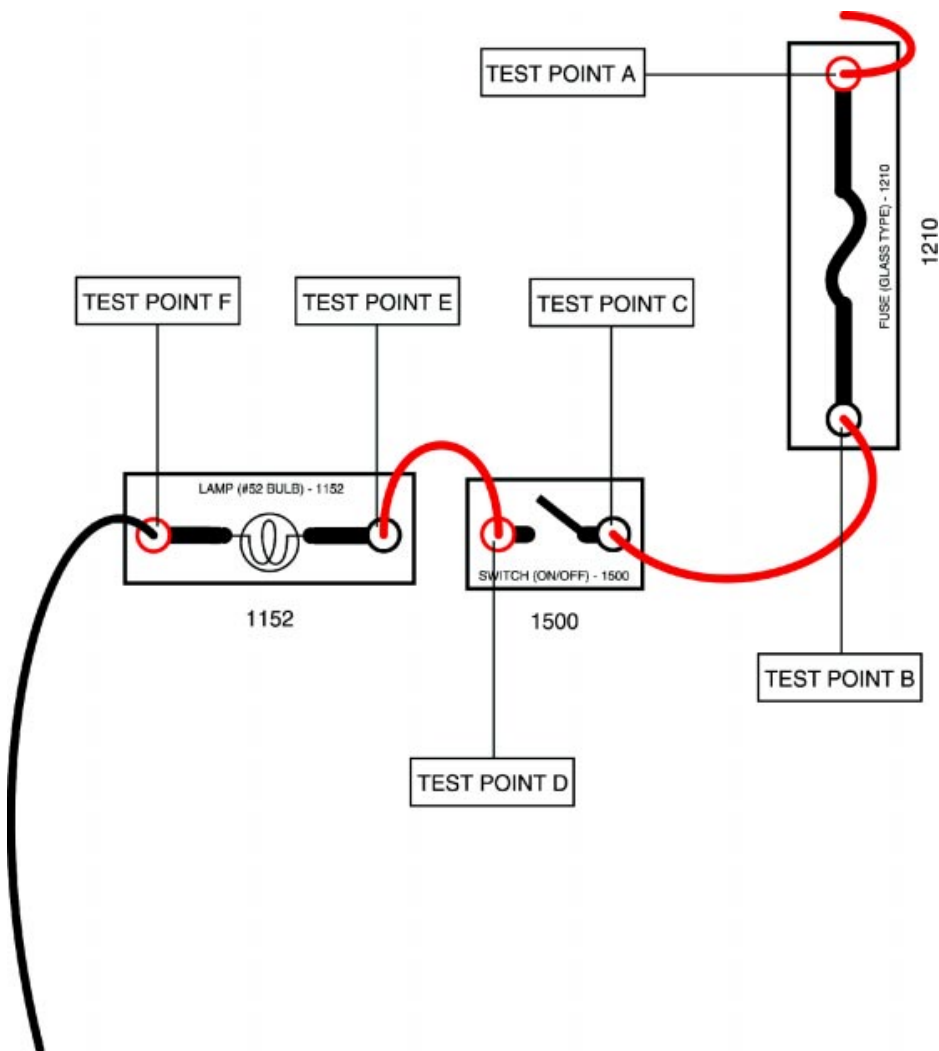 TEST POINT A
FUSE (GLASS TYPE) - 1210
1210
TEST POINT F
TEST POINT E
TEST POINT C
LAMP (#52 BULB) - 1152
SWITCH (ON/OFF) - 1500
1152
1500
TEST POINT B
TEST POINT D